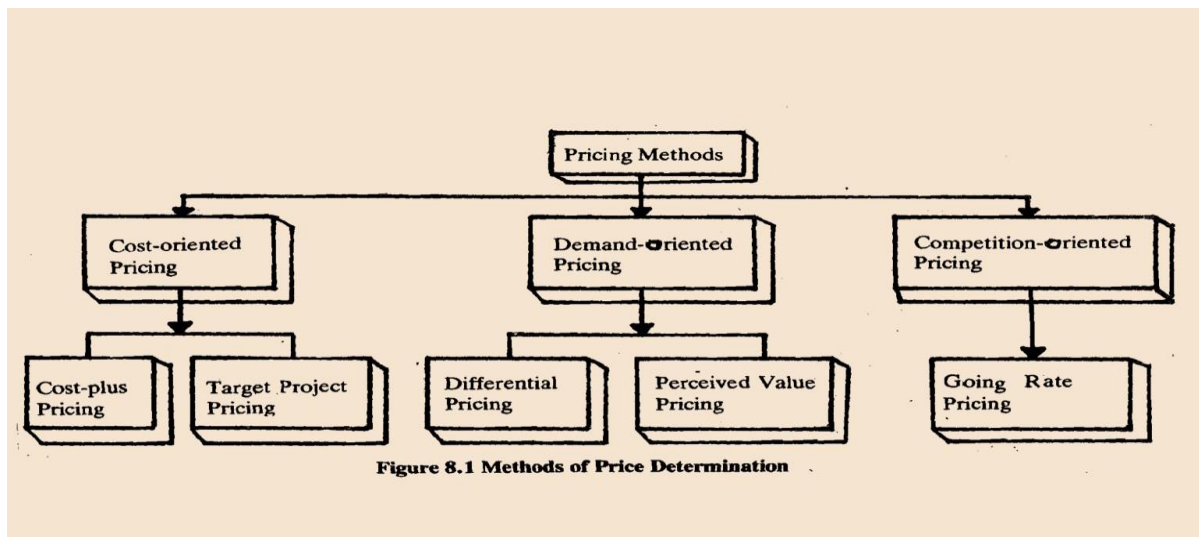 Pricing Methods
Cost-oriented
Pricing
Demand-oriented
Pricing
Competition-oriented
Pricing
Cost-plus
Pricing
Target Project
Pricing
Differential
Pricing
Perceived Value
Pricing
Going Rate
Pricing
Figure 8.1 Methods of Price Determination